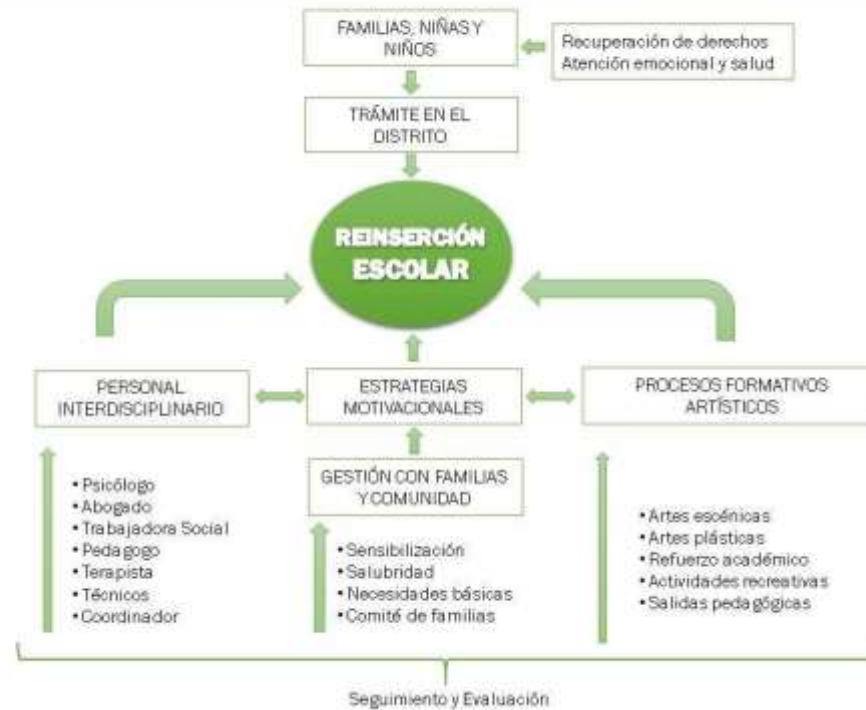 FAMILIAS, NIÑAS Y
NIÑOS
Recuperación de derechos
Atención emocional y salud
TRÁMITE EN EL
DISTRITO
REINSERCIÓN
ESCOLAR
PERSONAL
INTERDISCIPLINARIO
ESTRATEGIAS
MOTIVACIONALES
PROCESOS FORMATIVOS
ARTÍSTICOS
GESTIÓN CON FAMILIAS
Y COMUNIDAD
• Psicólogo
• Abogado
• Trabajadora Social
• Pedagogo
• Terapista
• Técnicos
• Coordinador
• Sensibilización
• Salubridad
• Necesidades básicas
• Comité de familias
• Artes escénicas
• Artes plásticas
• Refuerzo académico
• Actividades recreativas
• Salidas pedagógicas
Seguimiento y Evaluación